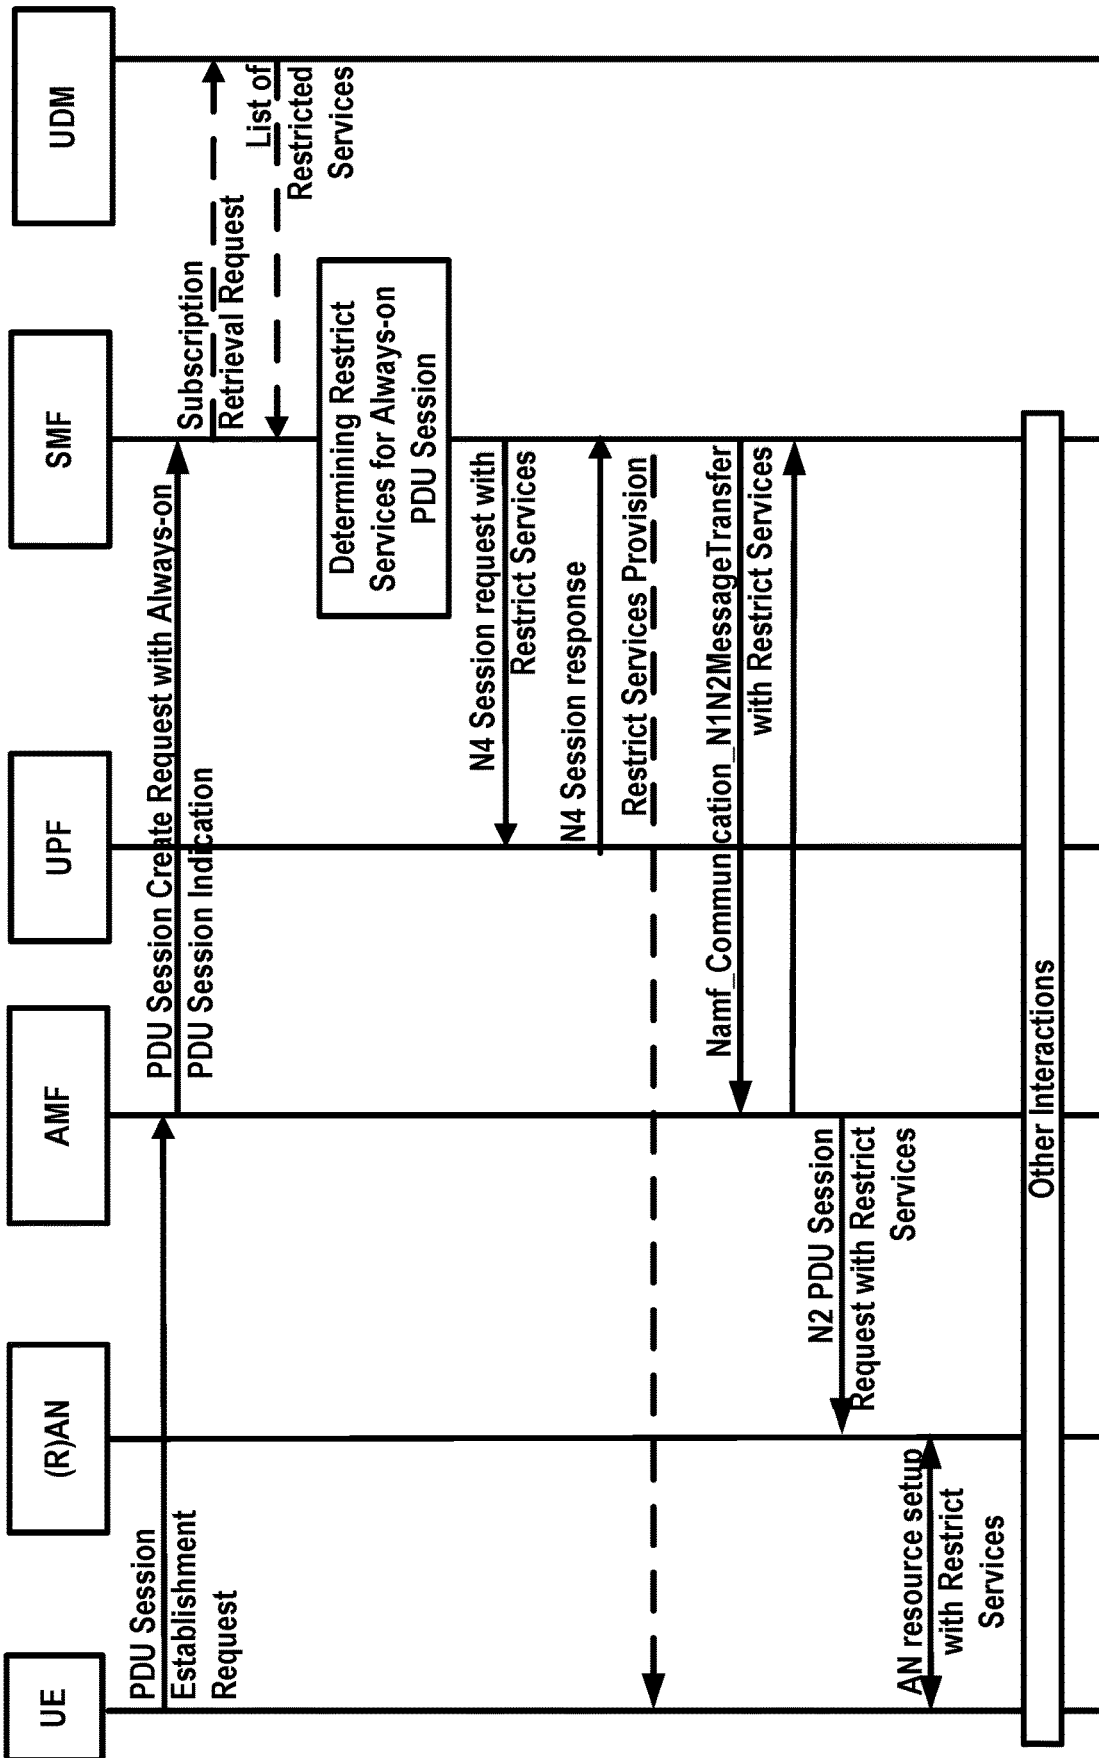 UE
(R)AN
AMF
UPF
SMF
UDM
PDU Session
Establishment
Request
PDU Session Create Request with Always-on
PDU Session Indication
Subscription
Retrieval Request
List of
Restricted
Services
Determining Restrict
Services for Always-on
PDU Session
N4 Session request with
Restrict Services
N4 Session response
Restrict Services Provision
Namf_Communication_N1N2MessageTransfer
with Restrict Services
N2 PDU Session
Request with Restrict
Services
AN resource setup
with Restrict
Services
Other Interactions